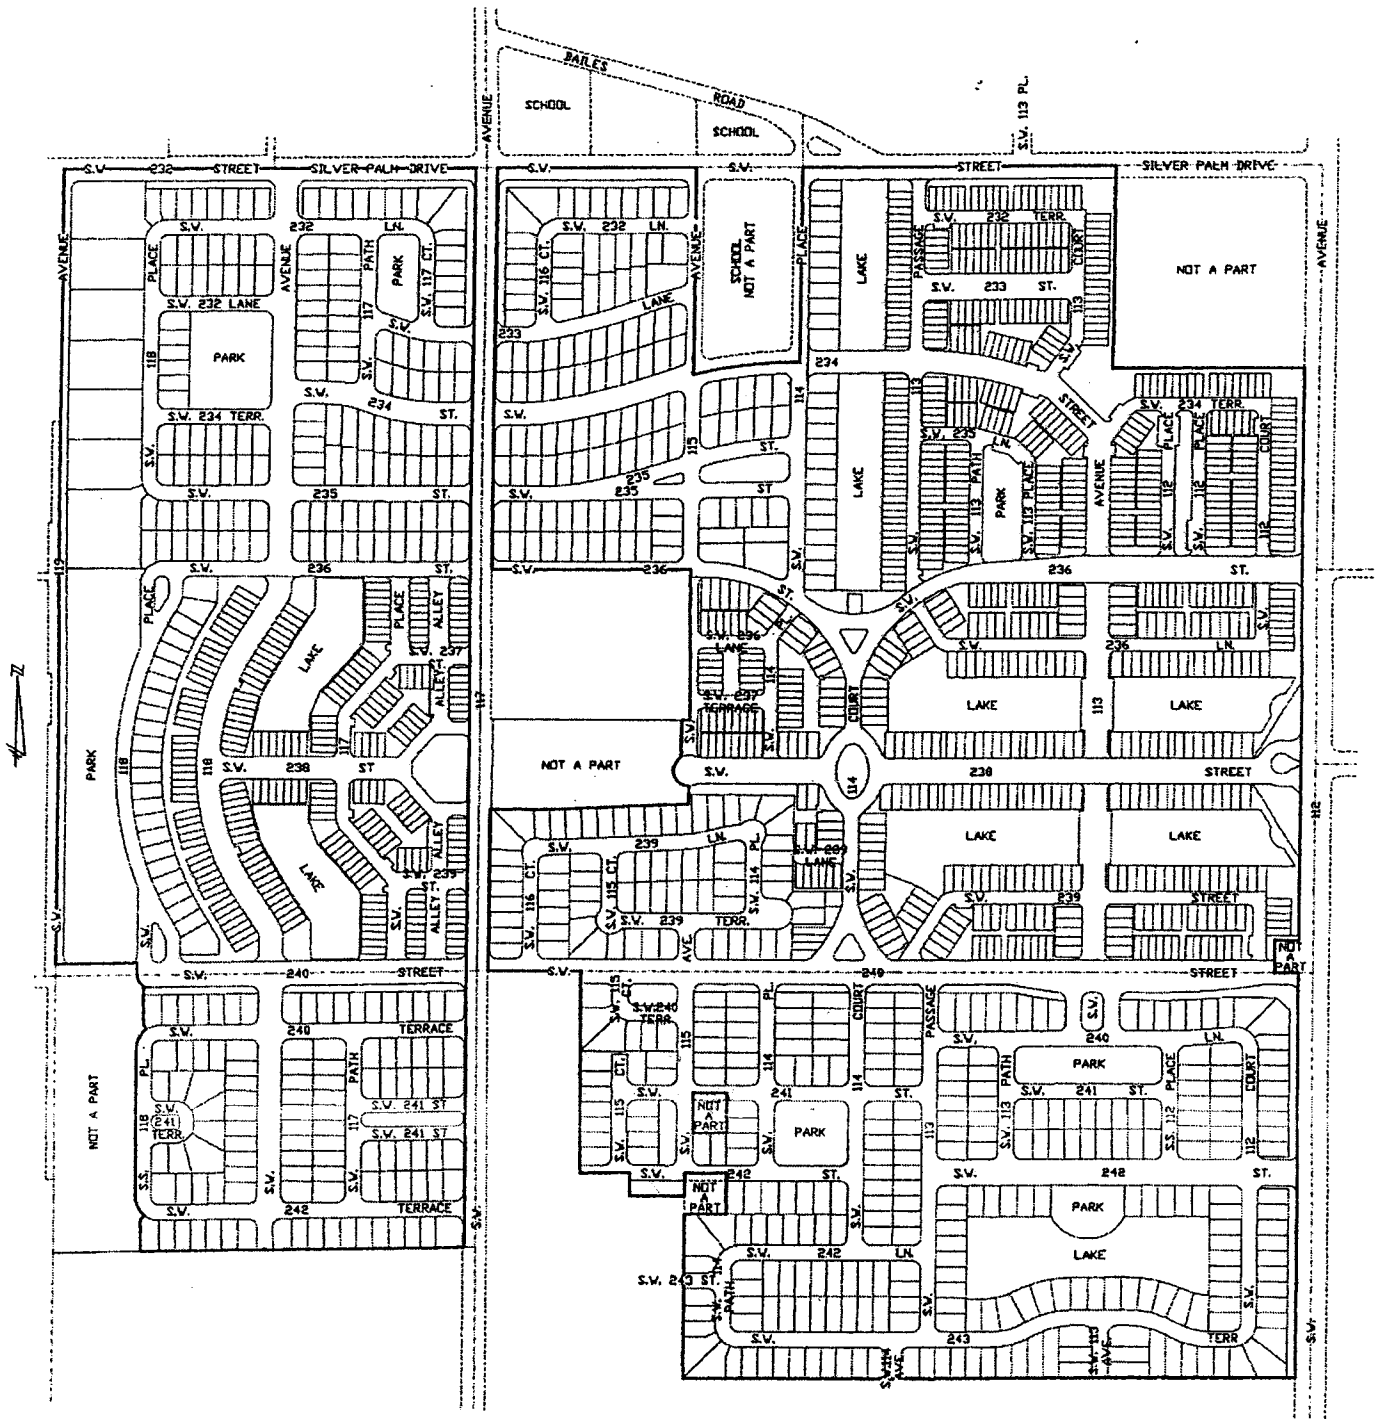 BAILES
ROAD
SCHOOL
SCHOOL
AVENUE
S.W. 113 PL.
S.W. 232 STREET SILVER PALM DRIVE
S.W. S.W. STREET SILVER PALM DRIVE
AVENUE
PLACE
S.W. 232 LN.
AVENUE
PATH
PARK
S.W. 117 CT.
S.W. 116 CT.
S.W. 232 LN.
AVENUE
SCHOOL
NOT A PART
PLACE
LAKE
PASSAGE
S.W. 232 TERR.
COURT
S.W. 233 ST.
113
NOT A PART
AVENUE
S.W. 232 LANE
117
S.W.
233 LANE
118
PARK
S.W.
S.W. 234 ST.
S.W.
234
STREET
S.W.
114
113
S.W. 234 TERR.
S.W.
S.W. 234 TERR.
PLACE
PLACE
COURT
S.W. 235 LN.
115
ST.
LAKE
PATH
PARK
S.W. 113 PLACE
AVENUE
S.W. 235 ST.
S.W. 235
235
ST
S.W.
S.W.
S.W. 113
S.W. 112
S.W. 112
112
119
S.W. 236 ST.
S.W. 236 ST.
236 ST.
PLACE
LAKE
PLACE
ALLEY
S.W. 237
ST.
ALLEY
117
PL.
S.W. 236
LANE
114
S.W. 237
TERRACE
S.W.
S.W.
COURT
S.W.
S.W. 236 LN.
S.W.
LAKE
113
LAKE
PARK
118
118
117
S.W. 238 ST
NOT A PART
S.W. 238 STREET
114
112
LAKE
LAKE
LAKE
ALLEY
S.W. 239
ST.
ALLEY
S.W.
S.W. 239 LN.
S.W. 116 CT.
S.W. 115 CT.
S.W. 114 PL.
S.W. 239
LANE
S.W.
S.W. 239 TERR.
AVE.
S.W. 239 STREET
NOT
A
PART
S.W.
S.W.
S.W. 240 STREET
S.W. 240 STREET
S.W. 240 TERRACE
S.W. 115
CT.
S.W. 240
TERR.
115
114 PL.
114 COURT
PASSAGE
S.W.
S.W. 240 LN.
NOT A PART
118 PL.
S.W.
241
TERR.
PATH
117
S.W. 241 ST
S.W. 241 ST
S.W. 115 CT.
S.W. 241 ST.
NOT
A
PART
PARK
113
S.W. 113 PATH
PARK
S.W. 241 ST.
S.S. 112 PLACE
112 COURT
S.W.
S.S.
S.W.
S.W.
S.W. 242 TERRACE
S.W.
S.W.
S.W. 242 ST.
S.W. 242 ST.
NOT
A
PART
PARK
LAKE
S.W.
S.W. 242 LN.
S.W. 243 ST.
114
S.W. PATH
S.W.
S.W.
S.W. 243 TERR
S.W. 114
AVE.
S.W. 113
AVE.
S.W.
S.W.